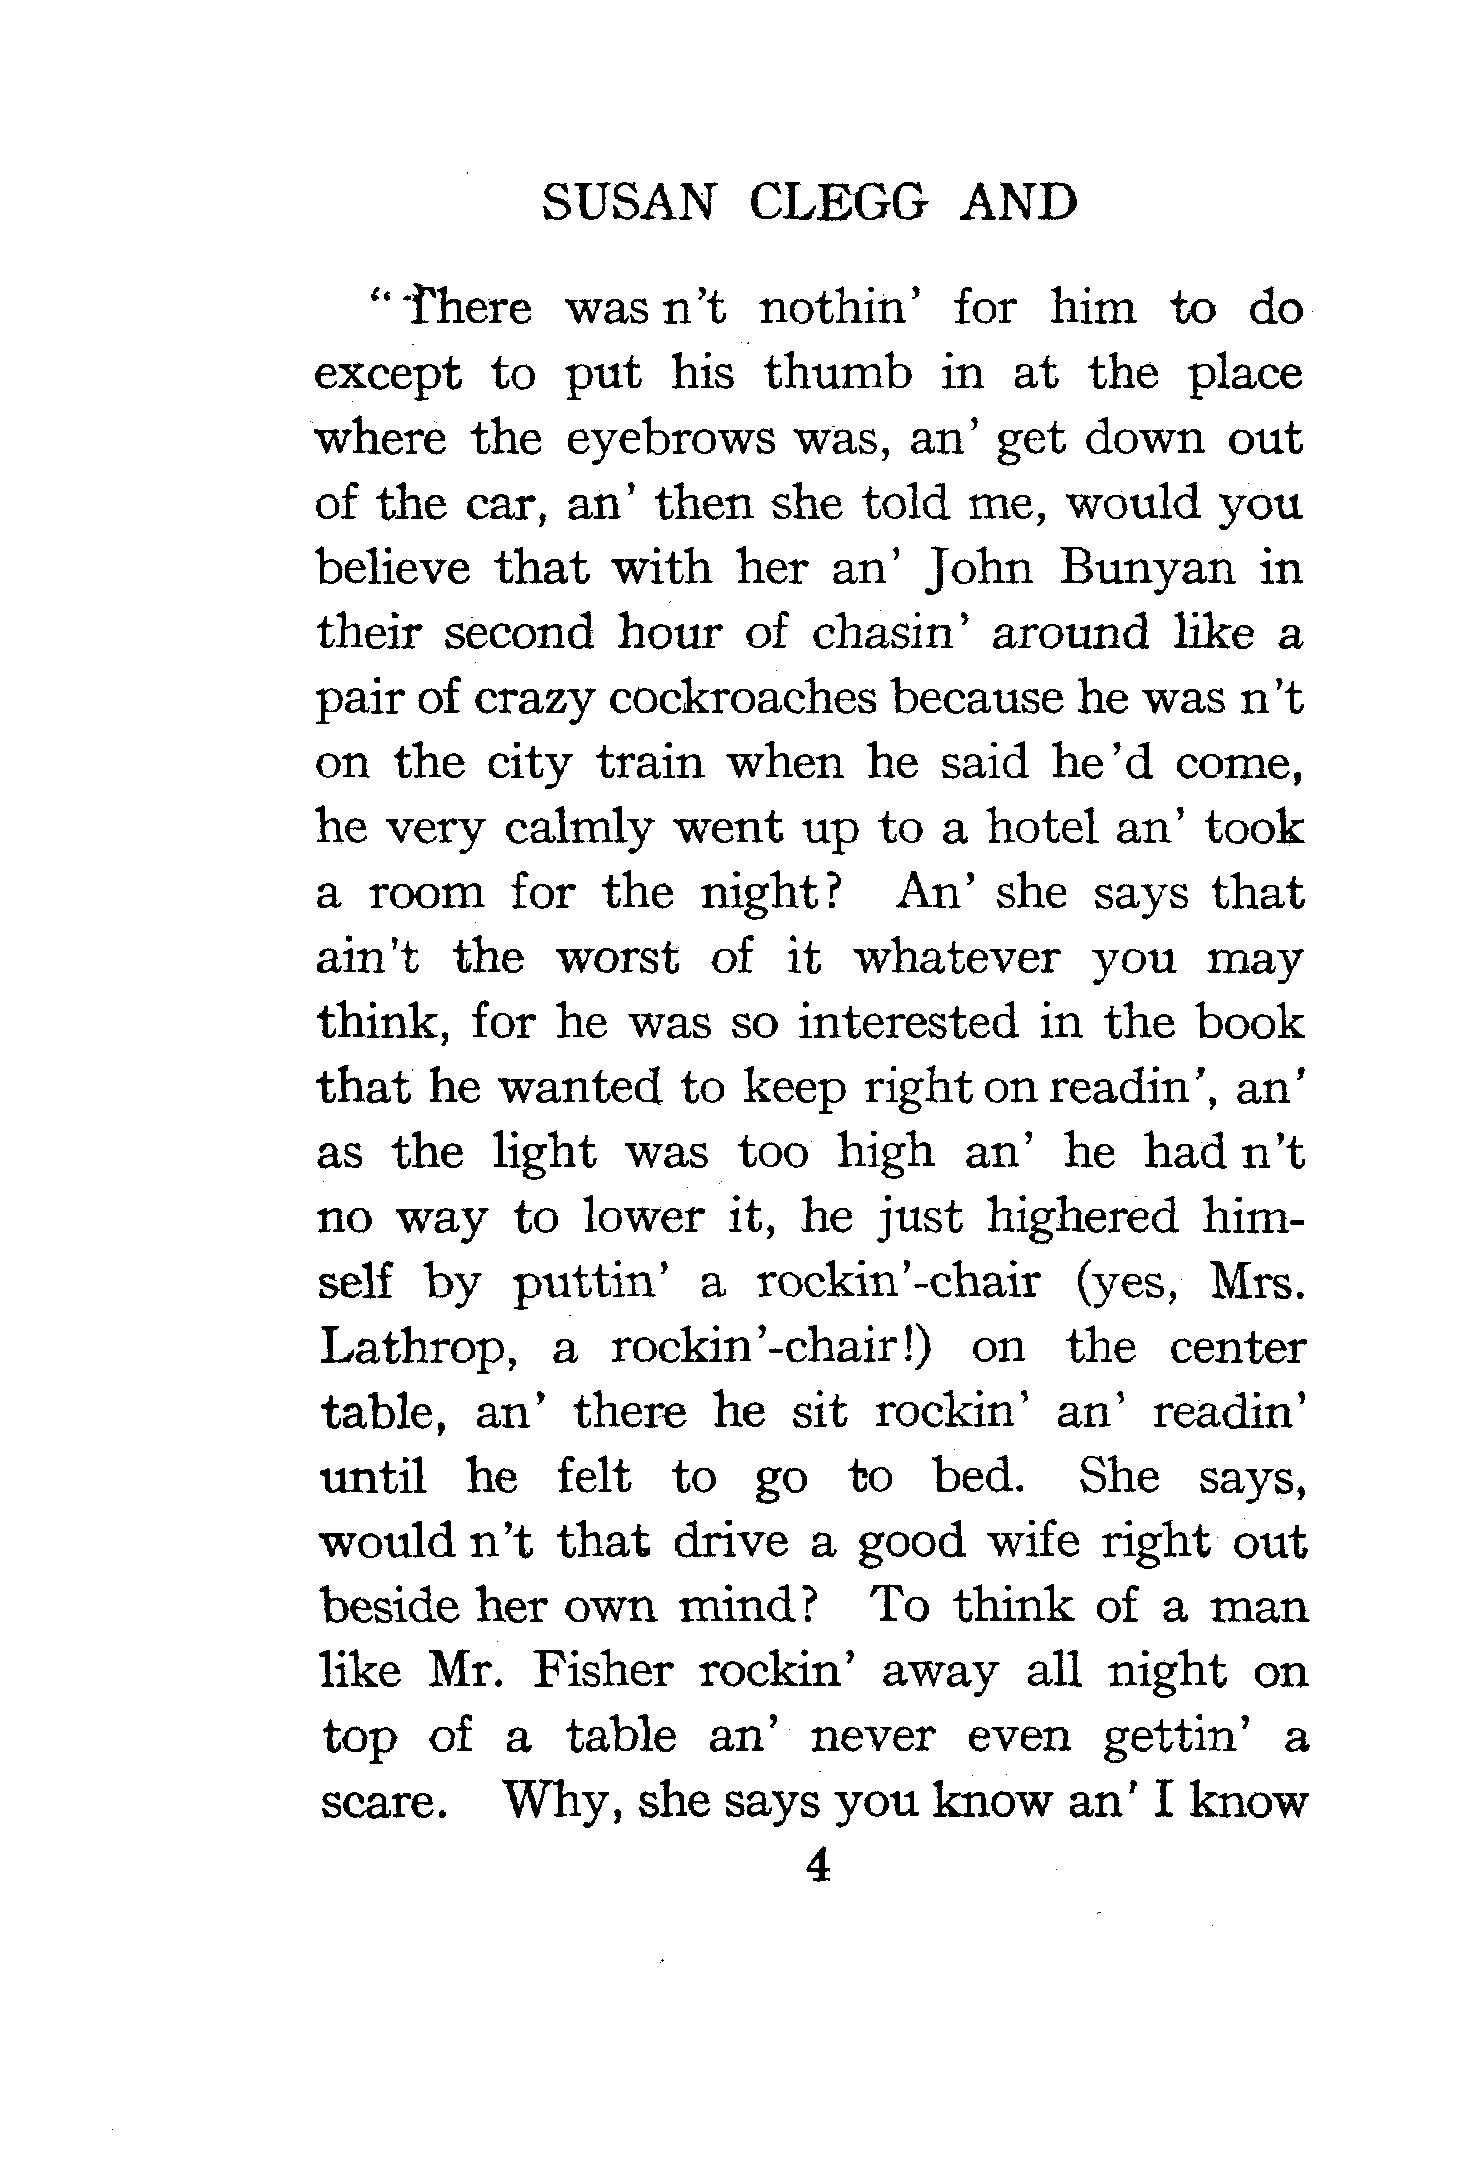 SUSAN CLEGG AND
"There was n't nothin' for him to do
except to put his thumb in at the place
where the eyebrows was, an' get down out
of the car, an' then she told me, would you
believe that with her an' John Bunyan in
their second hour of chasin' around like a
pair of crazy cockroaches because he was n't
on the city train when he said he'd come,
he very calmly went up to a hotel an' took
a room for the night? An' she says that
ain't the worst of it whatever you may
think, for he was so interested in the book
that he wanted to keep right on readin', an'
as the light was too high an' he had n't
no way to lower it, he just highered him-
self by puttin' a rockin'-chair (yes, Mrs.
Lathrop, a rockin'-chair!) on the center
table, an' there he sit rockin' an' readin'
until he felt to go to bed. She says,
would n't that drive a good wife right out
beside her own mind? To think of a man
like Mr. Fisher rockin' away all night on
top of a table an' never even gettin' a
scare. Why, she says you know an' I know
4